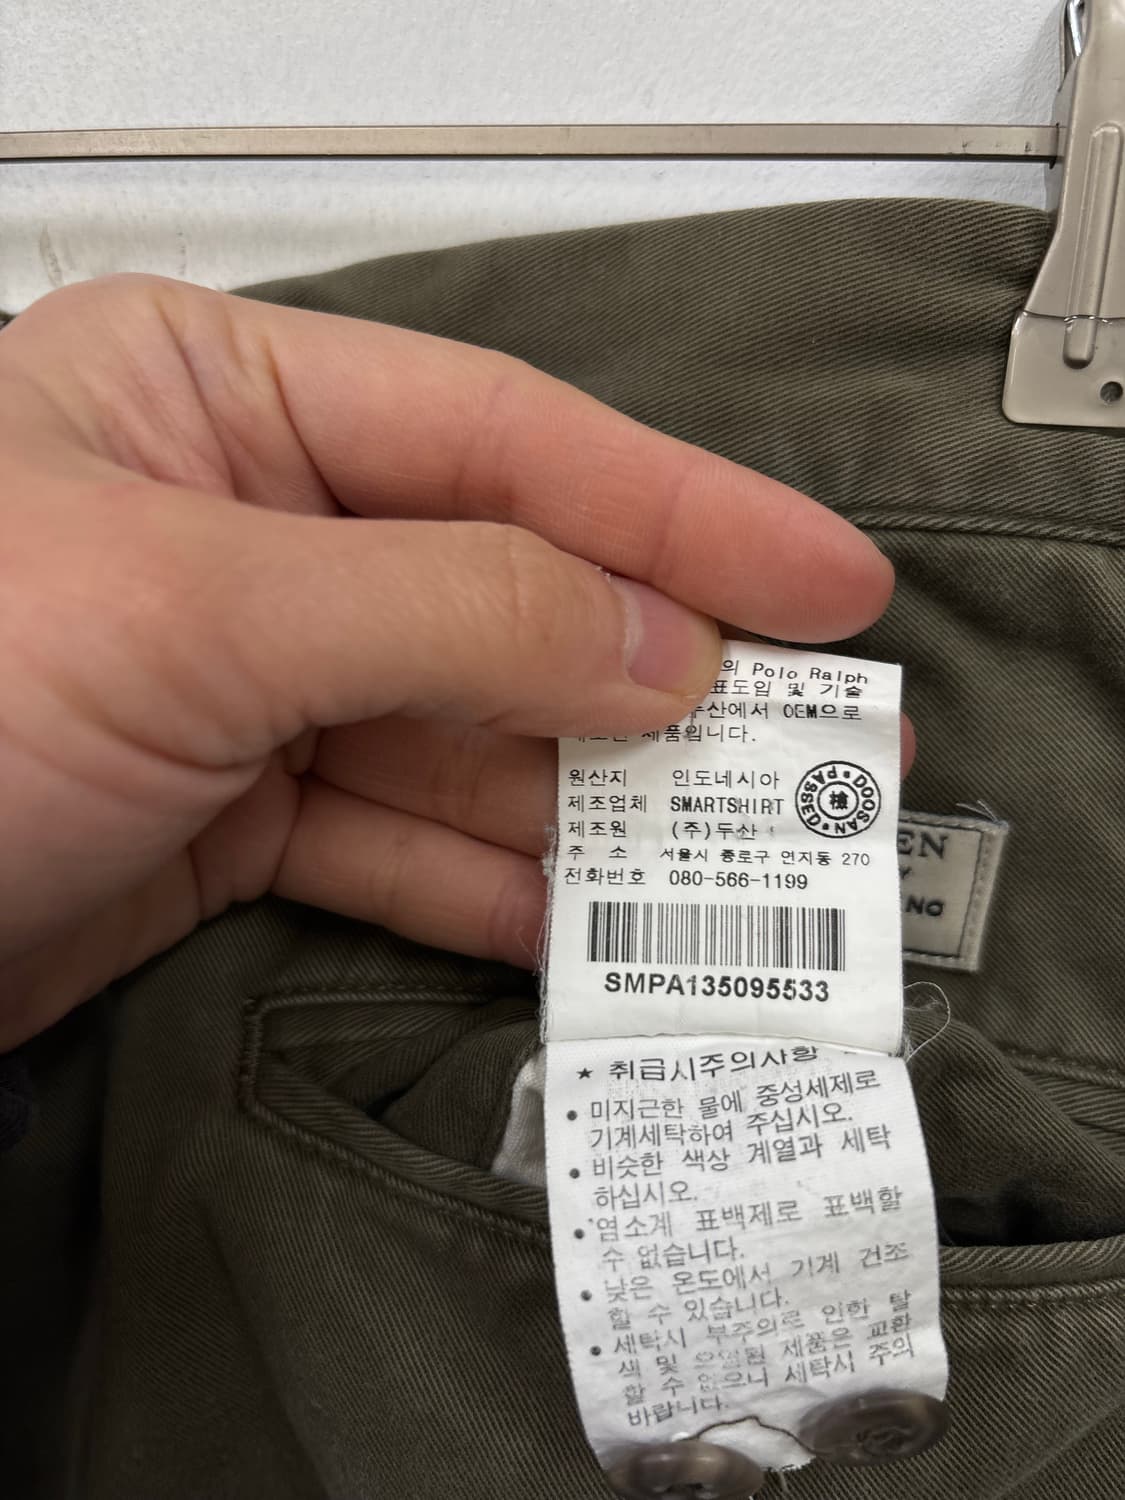 의 Polo Ralph
표도입 및 기술
두산에서 OEM으로
제품입니다.
원산지 인도네시아
제조업체 SMARTSHIRT
제조원 (주)두산
주 소 서울시 종로구 연지동 270
전화번호 080-566-1199
PASSED DOOSAN
檢
SMPA135095533
EN
Y
NO
★ 취급시주의사항
• 미지근한 물에 중성세제로
기계세탁하여 주십시오.
• 비슷한 색상 계열과 세탁
하십시오.
• 염소계 표백제로 표백할
수 없습니다.
• 낮은 온도에서 기계 건조
할 수 있습니다.
• 세탁시 부주의로 인한 탈
색 및 오염된 제품은 교환
할 수 없으니 세탁시 주의
바랍니다.